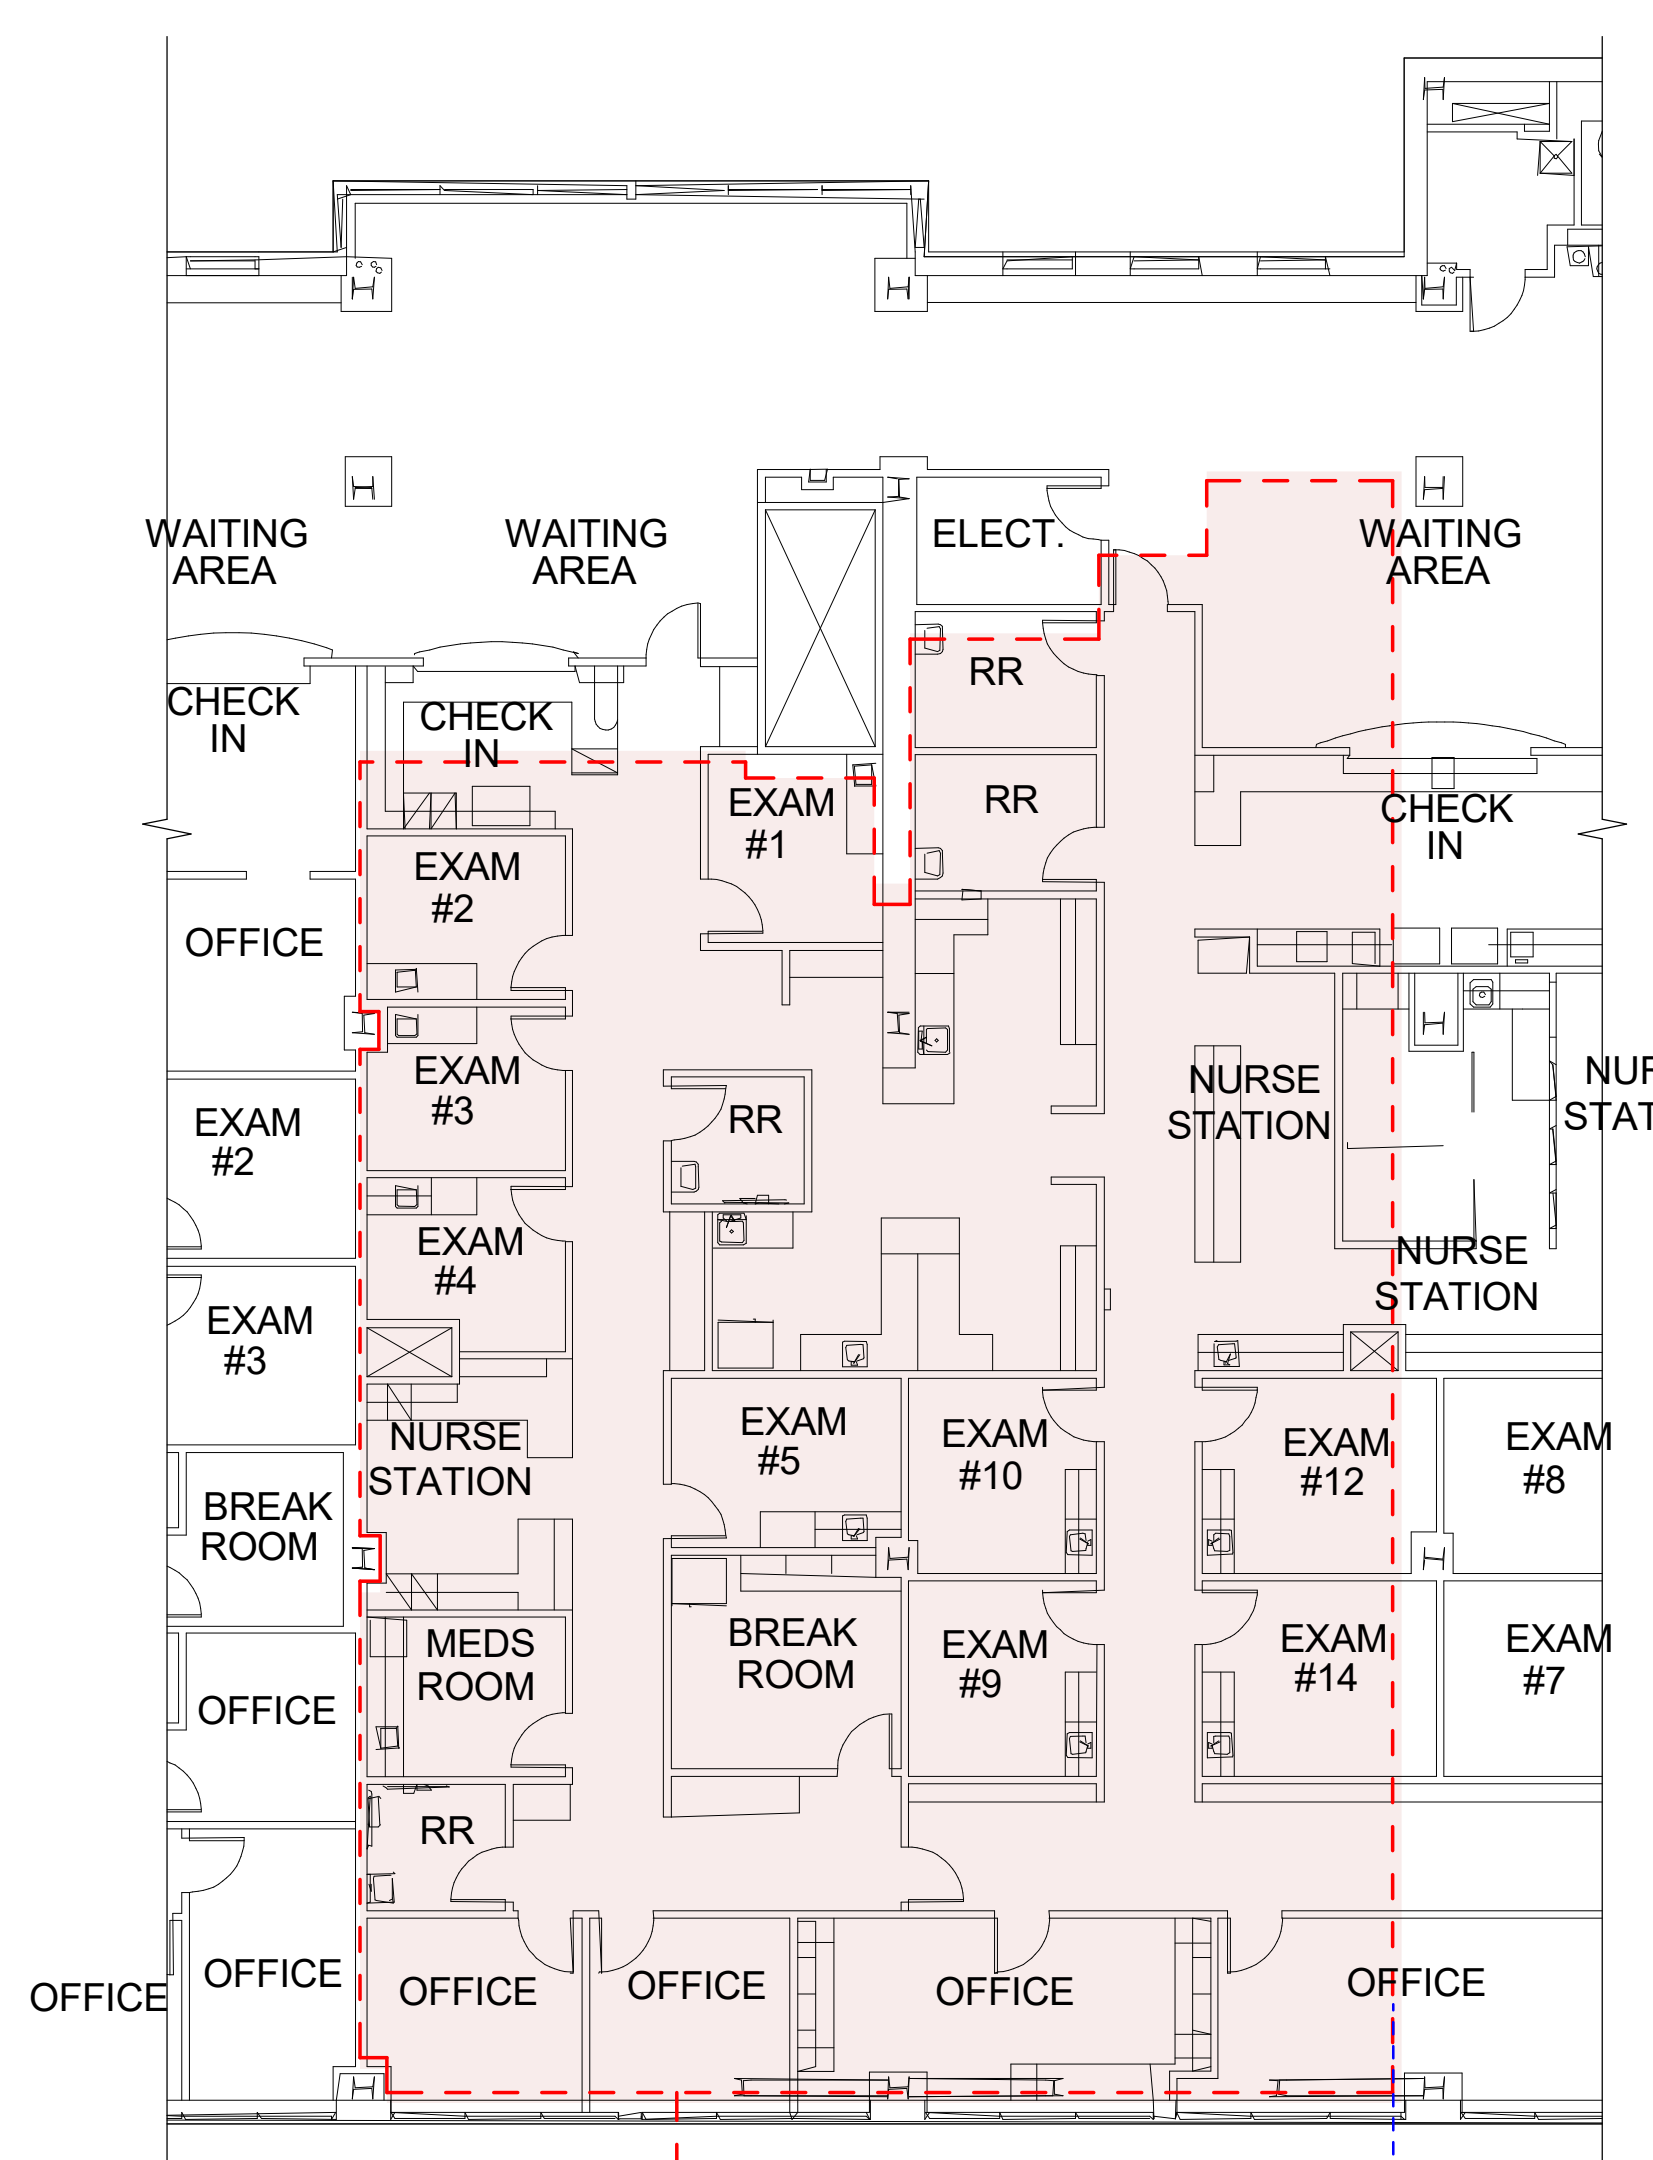 WAITING
AREA
WAITING
AREA
ELECT.
WAITING
AREA
RR
CHECK
IN
CHECK
IN
RR
EXAM
#1
CHECK
IN
EXAM
#2
OFFICE
EXAM
#3
RR
NURSE
STATION
NUR
STAT
EXAM
#2
EXAM
#4
NURSE
STATION
EXAM
#3
EXAM
#5
EXAM
#10
EXAM
#12
EXAM
#8
NURSE
STATION
BREAK
ROOM
MEDS
ROOM
BREAK
ROOM
EXAM
#9
EXAM
#14
EXAM
#7
OFFICE
RR
OFFICE
OFFICE
OFFICE
OFFICE
OFFICE
OFFICE